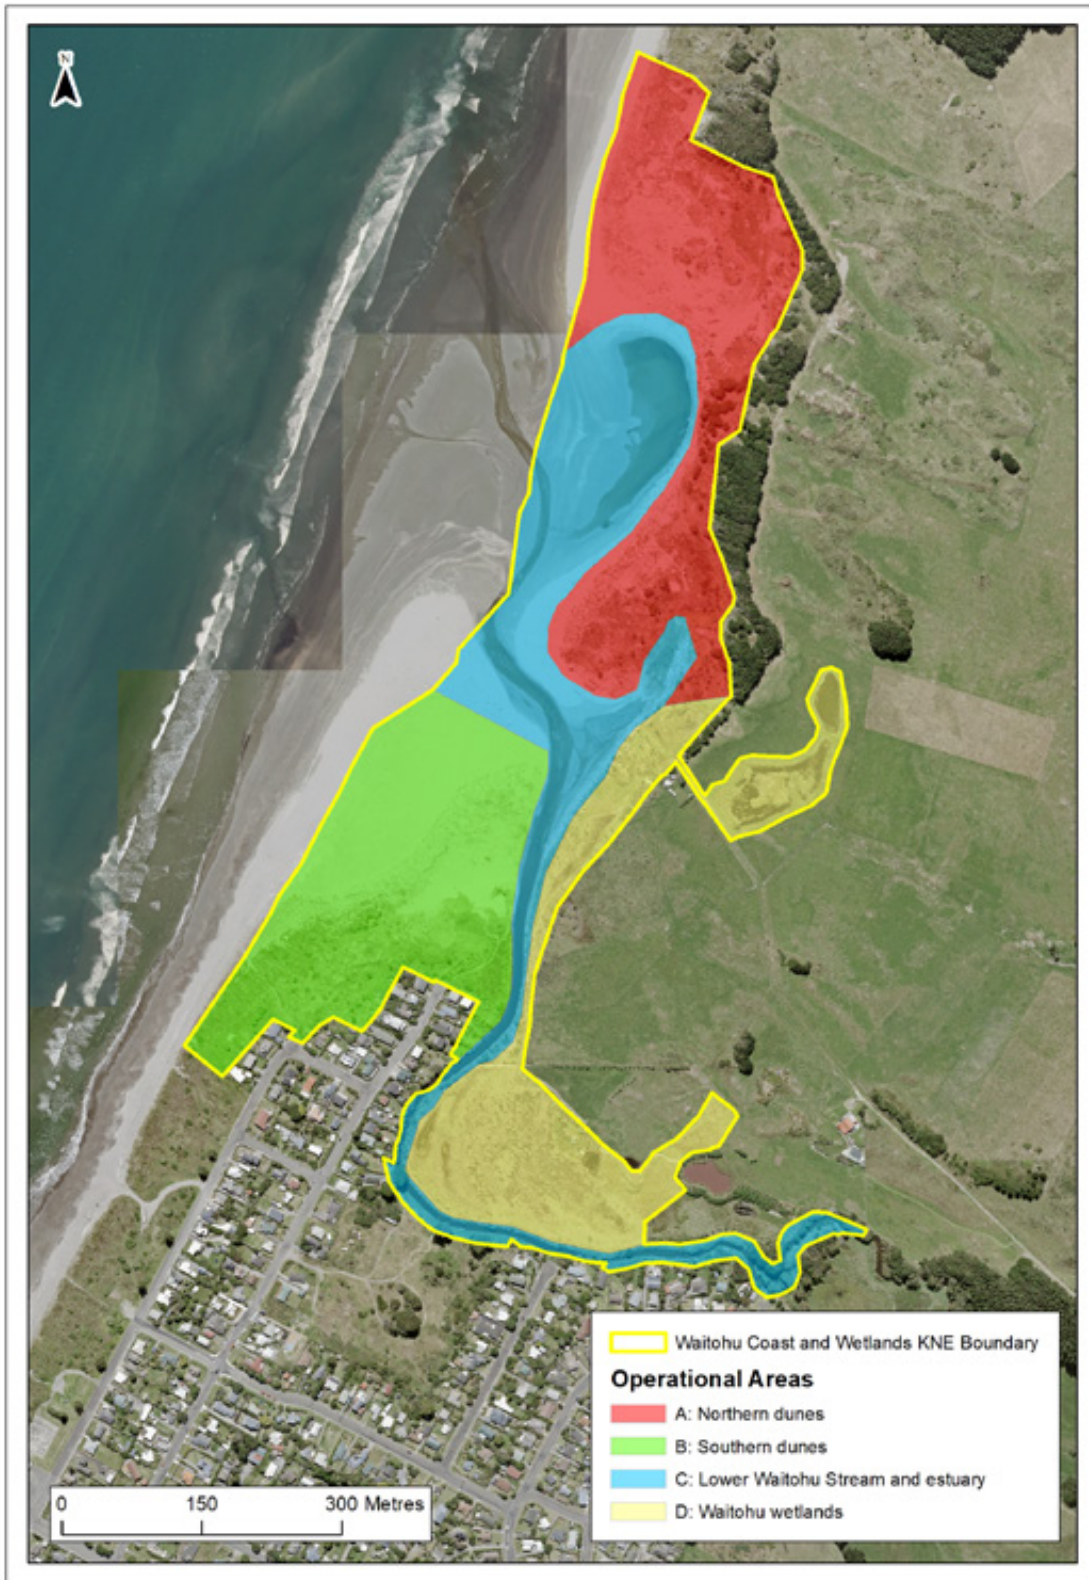 N
Waitohu Coast and Wetlands KNE Boundary
Operational Areas
A: Northern dunes
B: Southern dunes
C: Lower Waitohu Stream and estuary
D: Waitohu wetlands
0 150 300 Metres